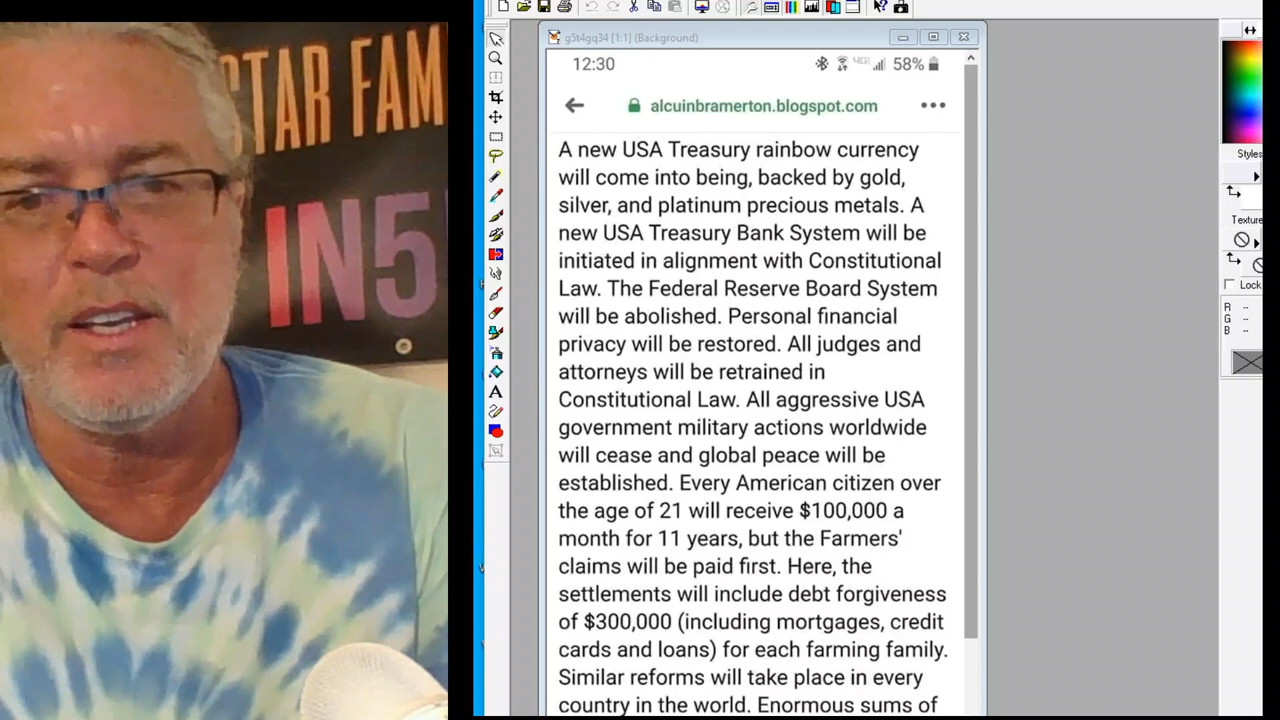 STAR FAM
IN5
g5t4gq34 [1:1] (Background)
12:30
58%
alcuinbramerton.blogspot.com
A new USA Treasury rainbow currency
will come into being, backed by gold,
silver, and platinum precious metals. A
new USA Treasury Bank System will be
initiated in alignment with Constitutional
Law. The Federal Reserve Board System
will be abolished. Personal financial
privacy will be restored. All judges and
attorneys will be retrained in
Constitutional Law. All aggressive USA
government military actions worldwide
will cease and global peace will be
established. Every American citizen over
the age of 21 will receive $100,000 a
month for 11 years, but the Farmers'
claims will be paid first. Here, the
settlements will include debt forgiveness
of $300,000 (including mortgages, credit
cards and loans) for each farming family.
Similar reforms will take place in every
country in the world. Enormous sums of
Styles
Texture
Lock
R --
G --
B --